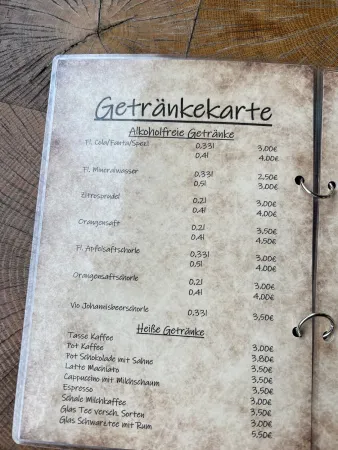 Getränkekarte
Alkoholfreie Getränke
Fl. Cola/Fanta/Spezi 0,33l 3,00€
0,4l 4,00€
Fl. Mineralwasser 0,33l 2,50€
0,5l 3,00€
Zitrosprudel 0,2l 3,00€
0,4l 4,00€
Orangensaft 0,2l 3,50€
0,4l 4,50€
Fl. Apfelsaftschorle 0,33l 3,00€
0,5l 4,00€
Orangensaftschorle 0,2l 3,00€
0,4l 4,00€
Vio Johannisbeerschorle 0,33l 3,50€
Heiße Getränke
Tasse Kaffee 3,00€
Pot Kaffee 3,80€
Pot Schokolade mit Sahne 3,50€
Latte Machiato 3,50€
Cappuccino mit Milchschaum 3,50€
Espresso 3,00€
Schale Milchkaffee 3,50€
Glas Tee versch. Sorten 3,00€
Glas Schwarztee mit Rum 5,50€